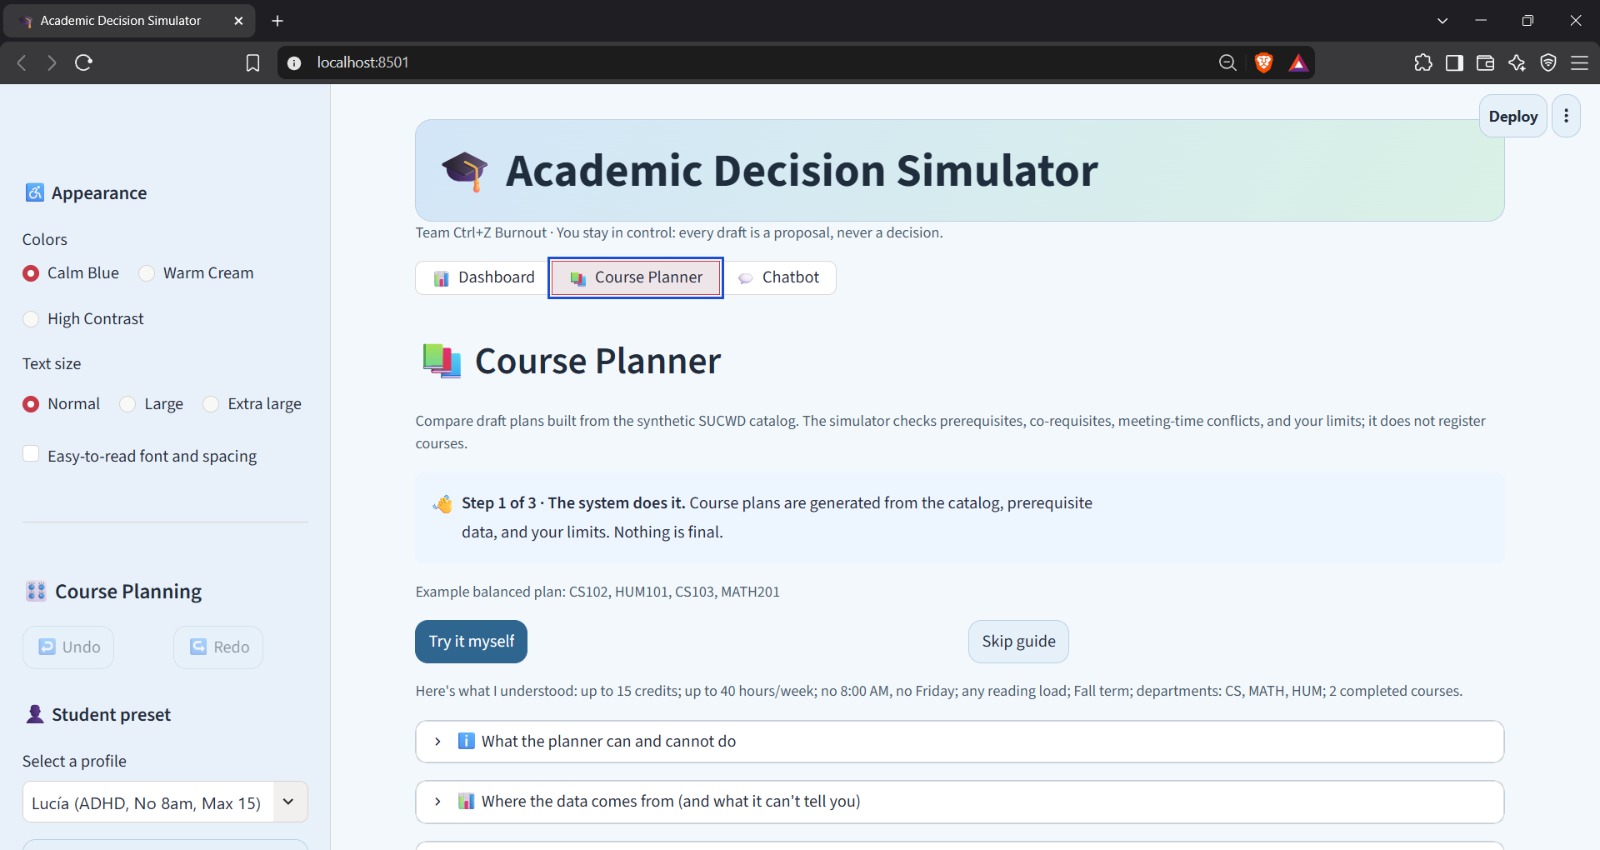 Academic Decision Simulator
localhost:8501
Deploy
Appearance
Colors
Calm Blue
Warm Cream
High Contrast
Text size
Normal
Large
Extra large
Easy-to-read font and spacing
Course Planning
Undo
Redo
Student preset
Select a profile
Lucía (ADHD, No 8am, Max 15)
Academic Decision Simulator
Team Ctrl+Z Burnout · You stay in control: every draft is a proposal, never a decision.
Dashboard
Course Planner
Chatbot
Course Planner
Compare draft plans built from the synthetic SUCWD catalog. The simulator checks prerequisites, co-requisites, meeting-time conflicts, and your limits; it does not register
courses.
Step 1 of 3 · The system does it. Course plans are generated from the catalog, prerequisite
data, and your limits. Nothing is final.
Example balanced plan: CS102, HUM101, CS103, MATH201
Try it myself
Skip guide
Here's what I understood: up to 15 credits; up to 40 hours/week; no 8:00 AM, no Friday; any reading load; Fall term; departments: CS, MATH, HUM; 2 completed courses.
What the planner can and cannot do
Where the data comes from (and what it can't tell you)